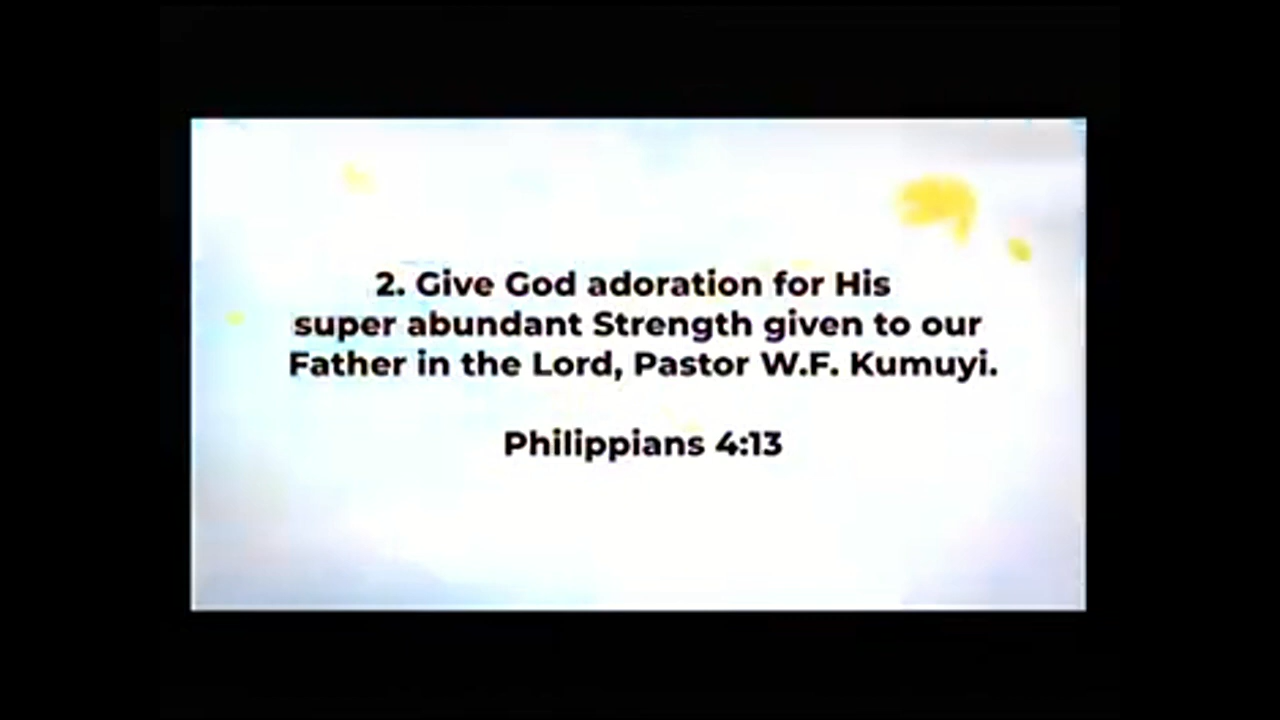 2. Give God adoration for His
super abundant Strength given to our
Father in the Lord, Pastor W.F. Kumuyi.
Philippians 4:13